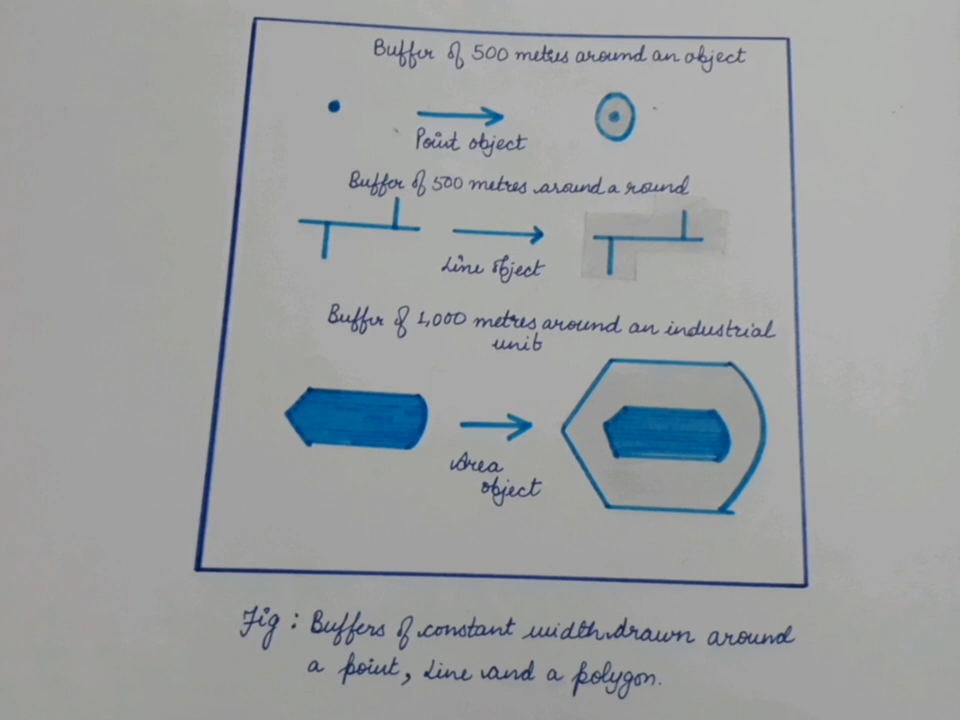 Buffer of 500 metres around an object
Point object
Buffer of 500 metres around a round
Line object
Buffer of 1,000 metres around an industrial
unit
Area
object
Fig : Buffers of constant width drawn around
a point, Line and a polygon.